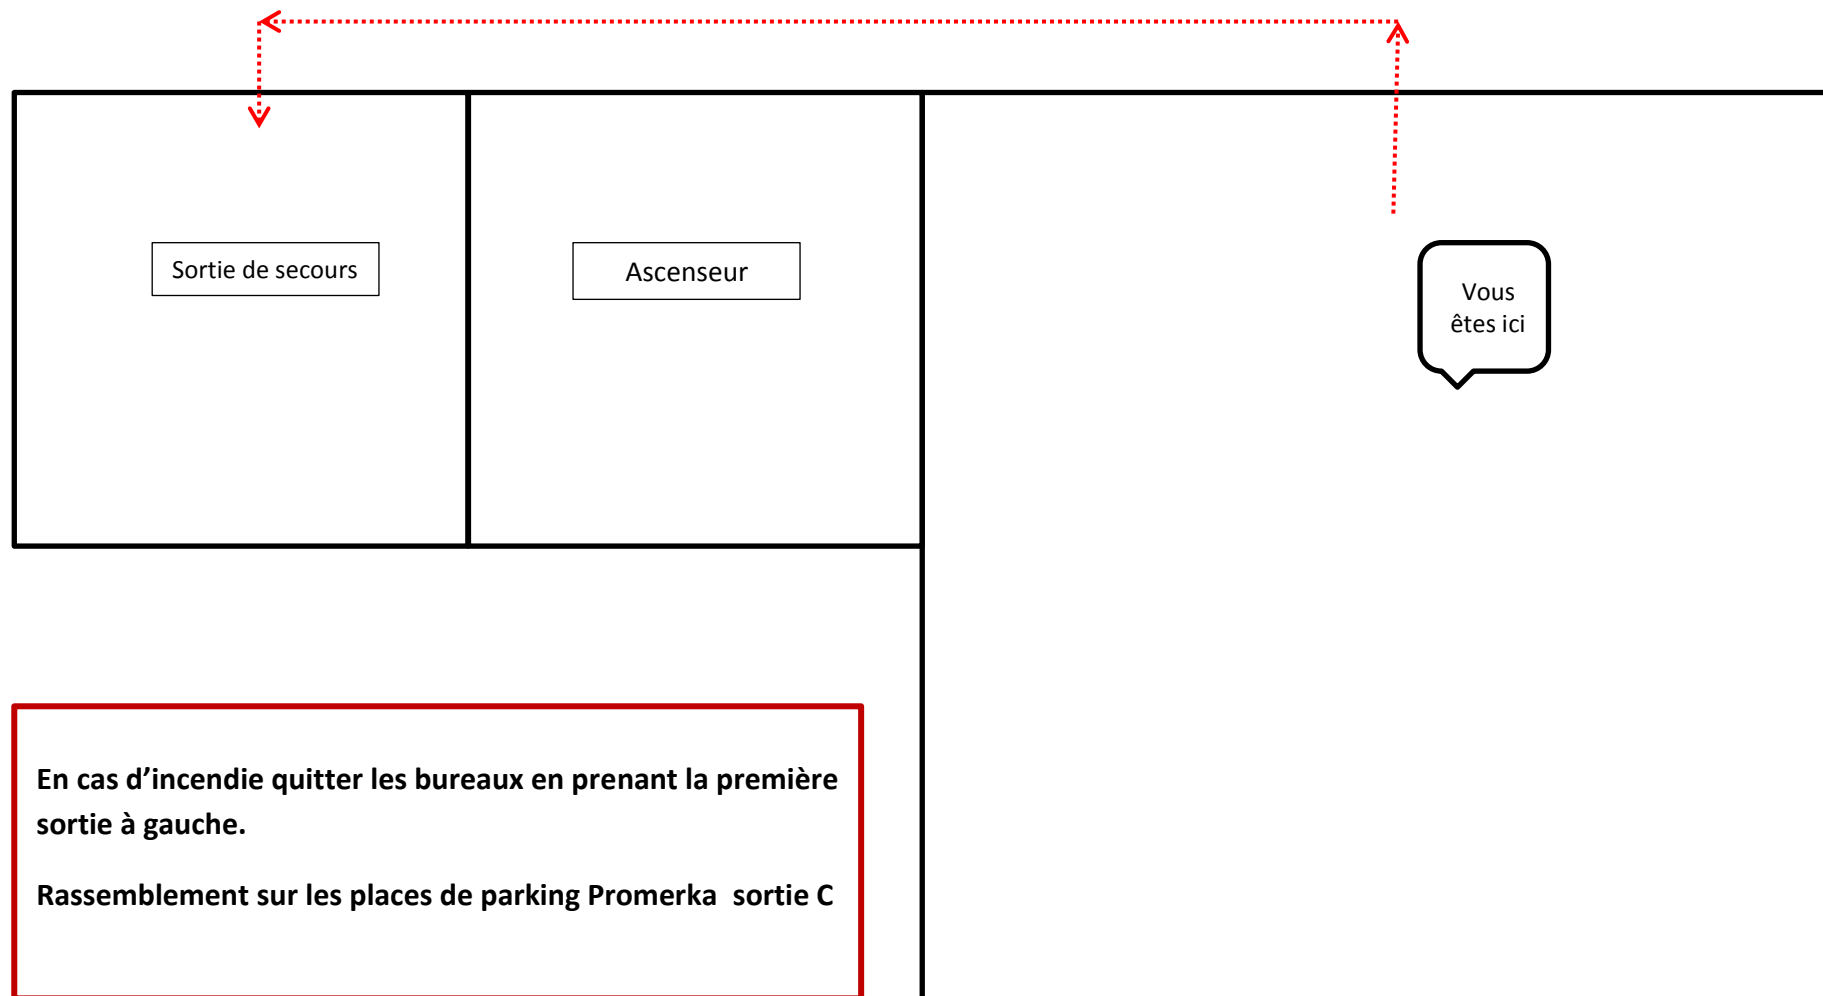 Sortie de secours
Ascenseur
Vous
êtes ici
En cas d’incendie quitter les bureaux en prenant la première
sortie à gauche.
Rassemblement sur les places de parking Promerka  sortie C